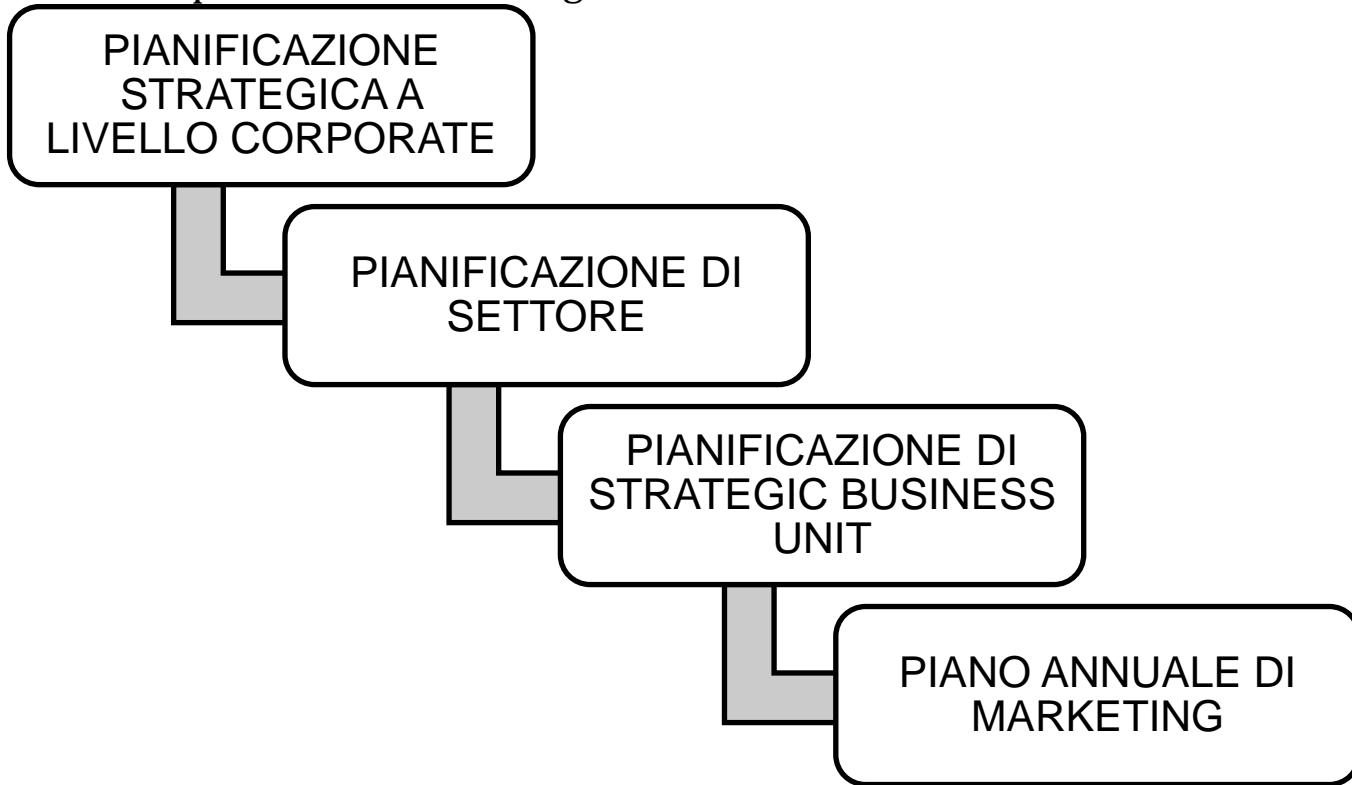 PIANIFICAZIONE
STRATEGICA A
LIVELLO CORPORATE
PIANIFICAZIONE DI
SETTORE
PIANIFICAZIONE DI
STRATEGIC BUSINESS
UNIT
PIANO ANNUALE DI
MARKETING